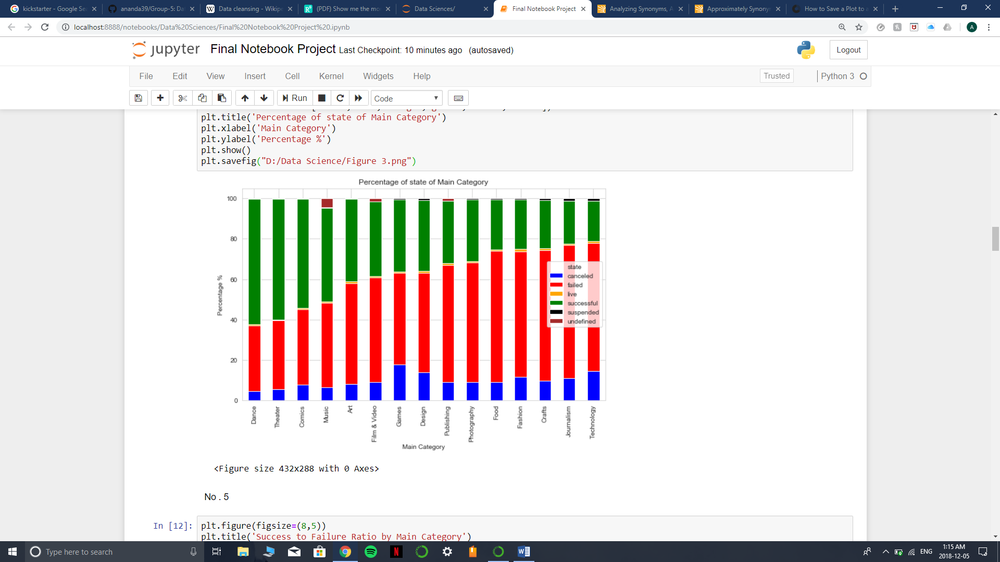 kickstarter - Google Se
ananda39/Group-5: Da
Data cleansing - Wikipe
(PDF) Show me the mo
Data Sciences/
Final Notebook Project
Analyzing Synonyms, A
Approximately Synony
How to Save a Plot to a
localhost:8888/notebooks/Data%20Sciences/Final%20Notebook%20Project%20.ipynb
A
jupyter Final Notebook Project Last Checkpoint: 10 minutes ago (autosaved)
Logout
File Edit View Insert Cell Kernel Widgets Help
Trusted
Python 3
Run
Code
plt.title('Percentage of state of Main Category')
plt.xlabel('Main Category')
plt.ylabel('Percentage %')
plt.show()
plt.savefig("D:/Data Science/Figure 3.png")
Percentage of state of Main Category
100
80
60
40
20
0
Percentage %
state
canceled
failed
live
successful
suspended
undefined
Dance
Theater
Comics
Music
Art
Film & Video
Games
Design
Publishing
Photography
Food
Fashion
Crafts
Journalism
Technology
Main Category
<Figure size 432x288 with 0 Axes>
No . 5
In [12]:
plt.figure(figsize=(8,5))
plt.title('Success to Failure Ratio by Main Category')
Type here to search
ENG
1:15 AM
2018-12-05